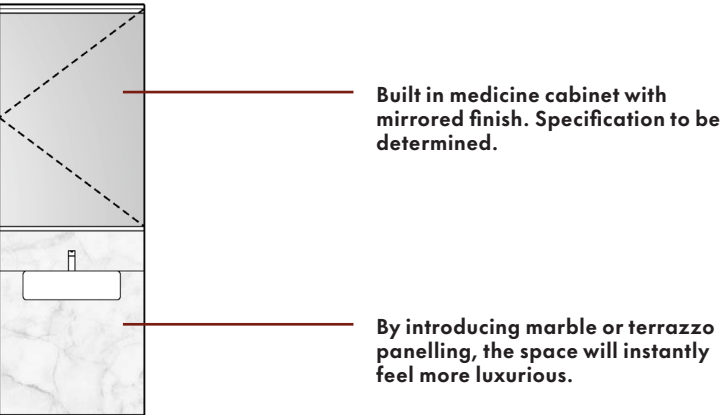 Built in medicine cabinet with
mirrored finish. Specification to be
determined.
By introducing marble or terrazzo
panelling, the space will instantly
feel more luxurious.